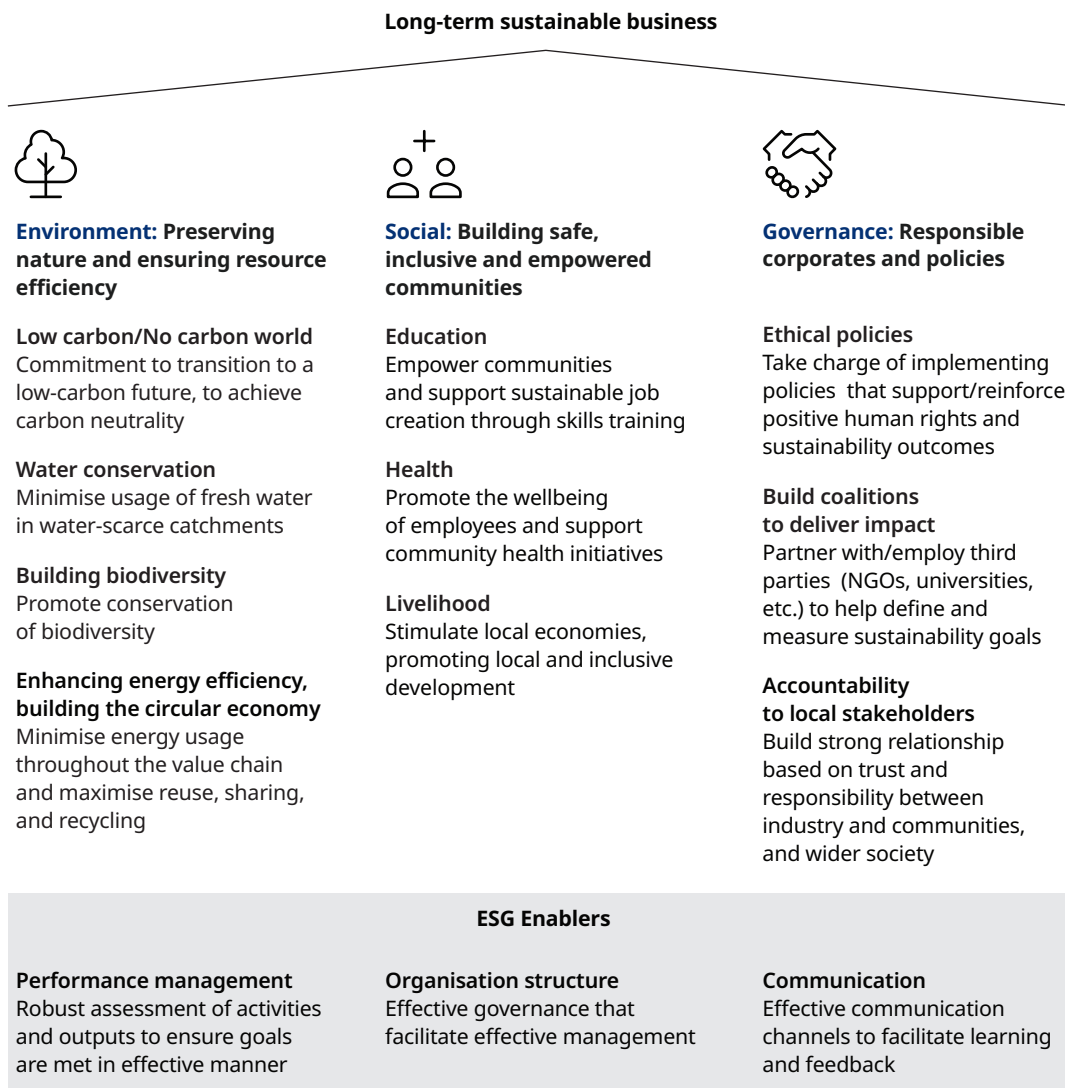 Long-term sustainable business
Environment: Preserving
nature and ensuring resource
efficiency
Low carbon/No carbon world
Commitment to transition to a
low-carbon future, to achieve
carbon neutrality
Water conservation
Minimise usage of fresh water
in water-scarce catchments
Building biodiversity
Promote conservation
of biodiversity
Enhancing energy efficiency,
building the circular economy
Minimise energy usage
throughout the value chain
and maximise reuse, sharing,
and recycling
Social: Building safe,
inclusive and empowered
communities
Education
Empower communities
and support sustainable job
creation through skills training
Health
Promote the wellbeing
of employees and support
community health initiatives
Livelihood
Stimulate local economies,
promoting local and inclusive
development
Governance: Responsible
corporates and policies
Ethical policies
Take charge of implementing
policies that support/reinforce
positive human rights and
sustainability outcomes
Build coalitions
to deliver impact
Partner with/employ third
parties (NGOs, universities,
etc.) to help define and
measure sustainability goals
Accountability
to local stakeholders
Build strong relationship
based on trust and
responsibility between
industry and communities,
and wider society
ESG Enablers
Performance management
Robust assessment of activities
and outputs to ensure goals
are met in effective manner
Organisation structure
Effective governance that
facilitate effective management
Communication
Effective communication
channels to facilitate learning
and feedback